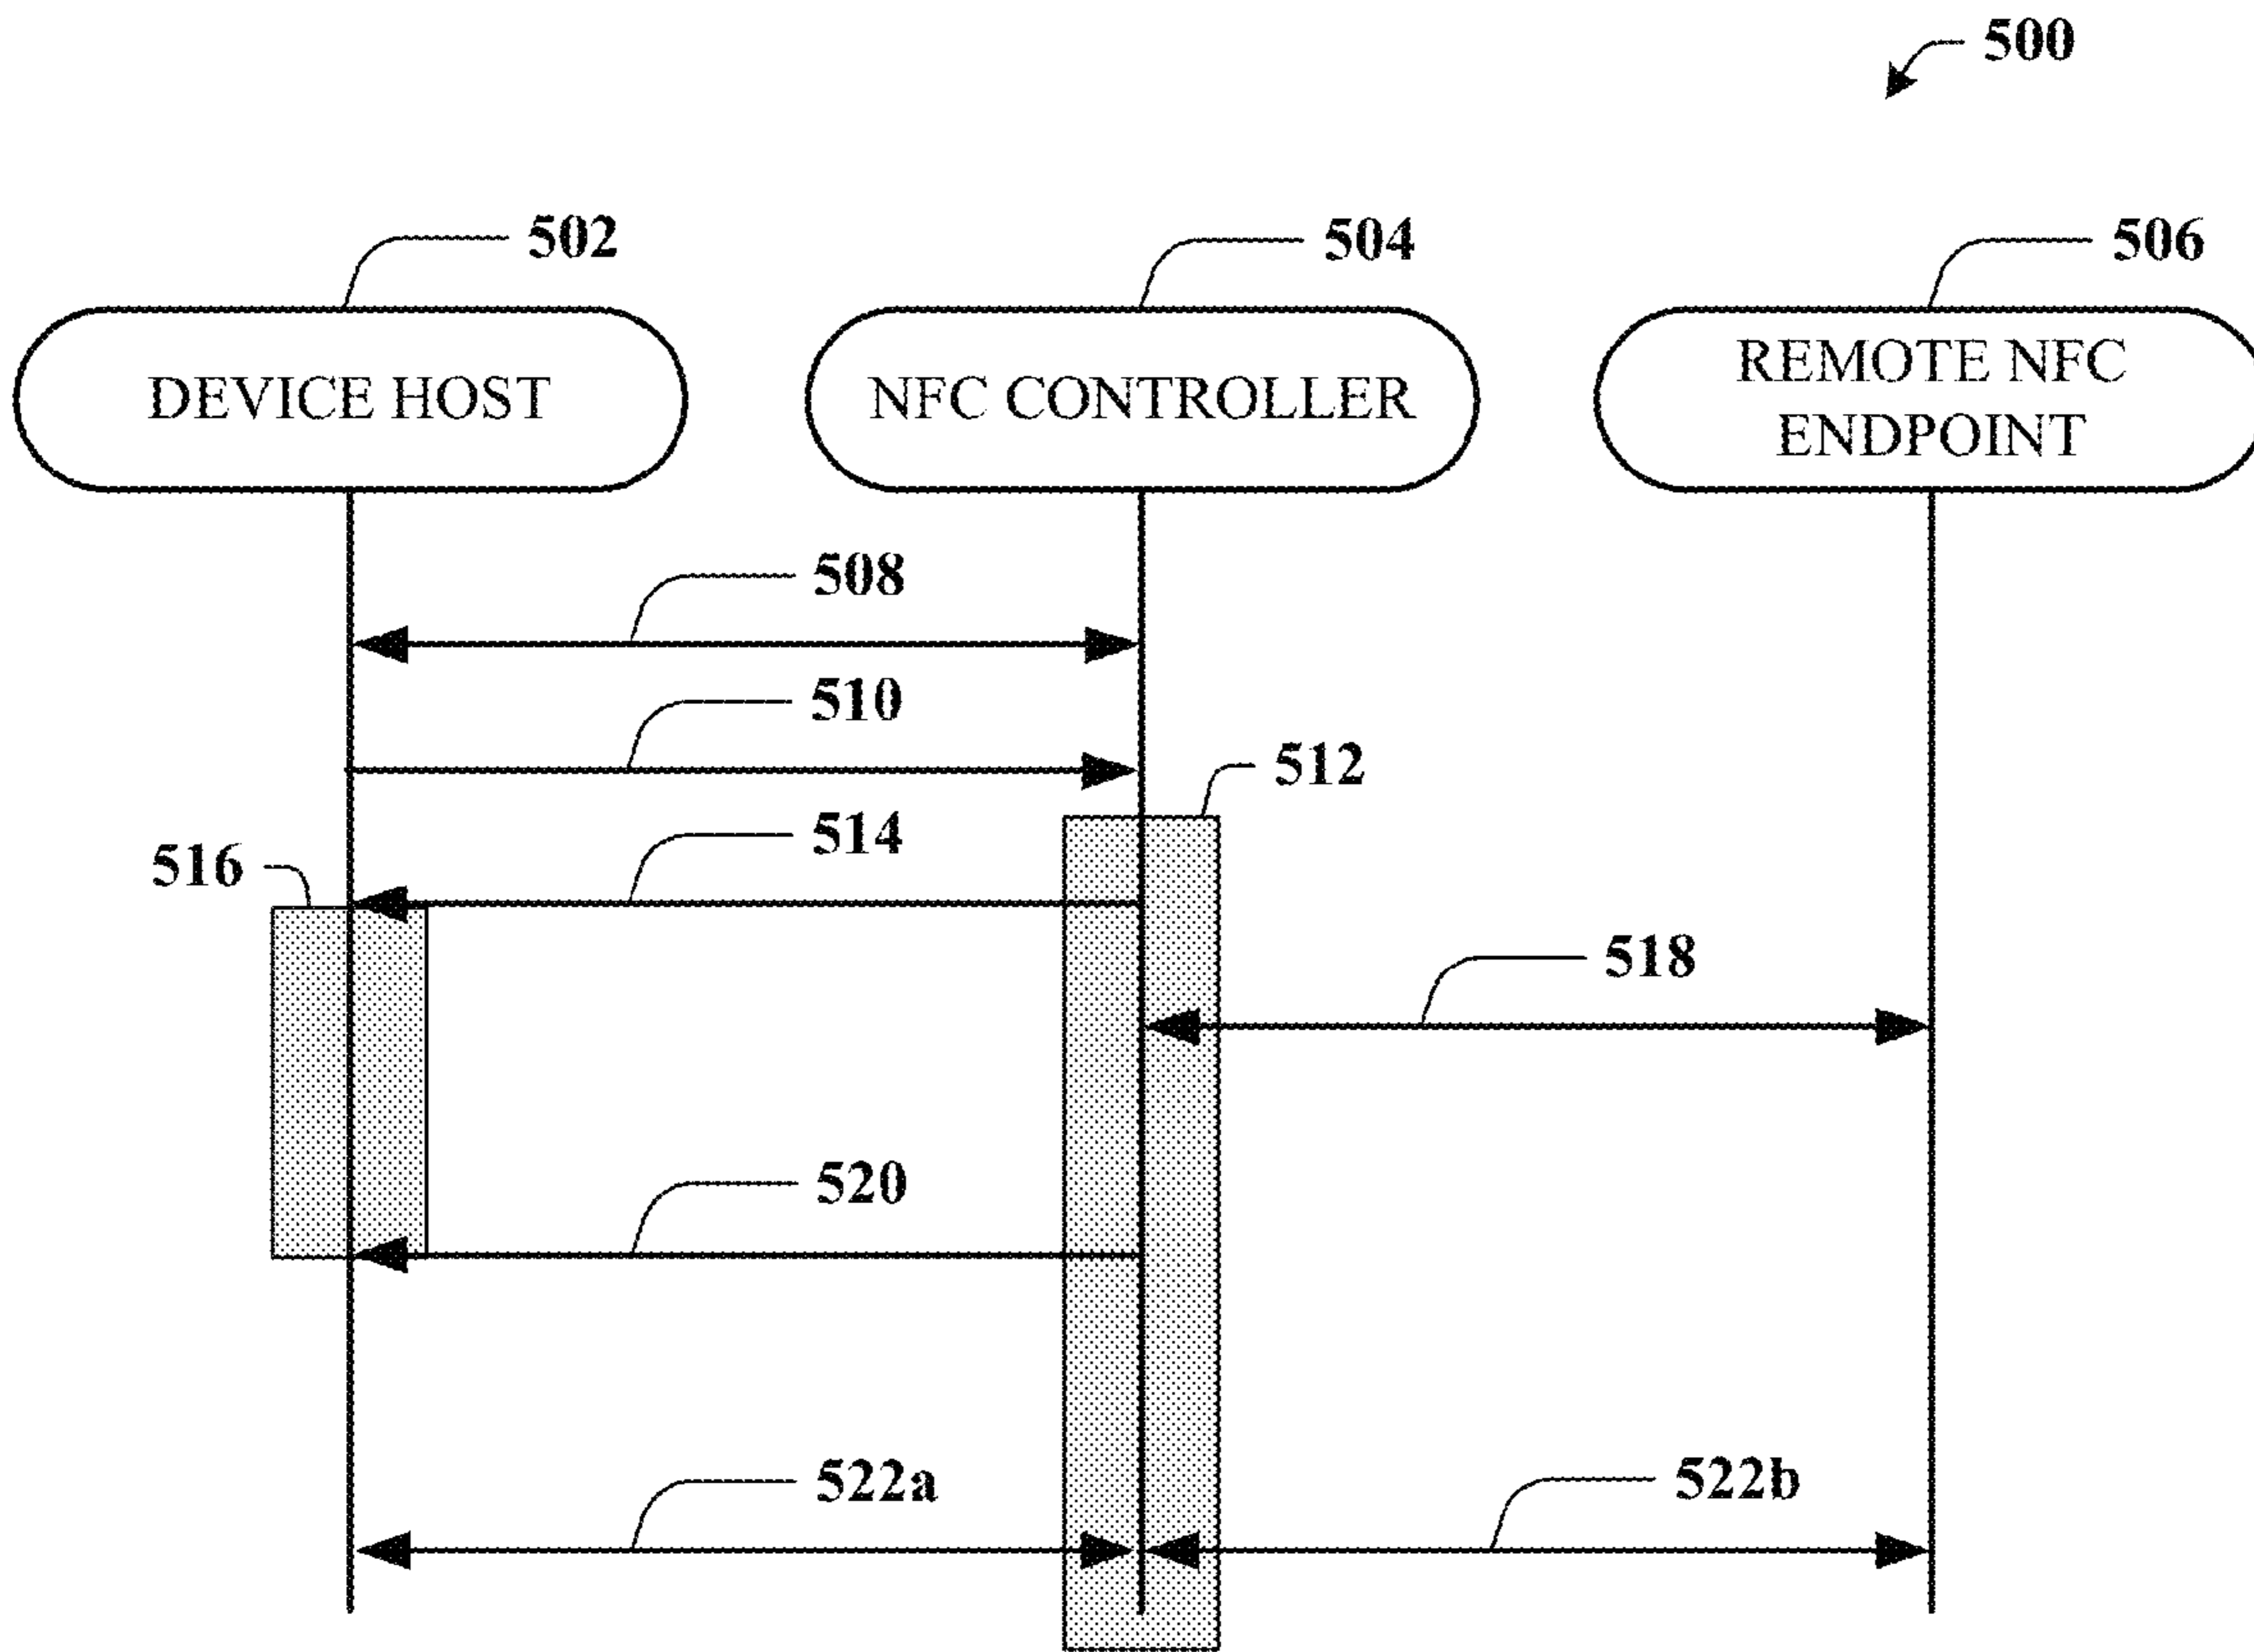 500
502
504
506
DEVICE HOST
NFC CONTROLLER
REMOTE NFC
ENDPOINT
508
510
512
514
516
518
520
522a
522b